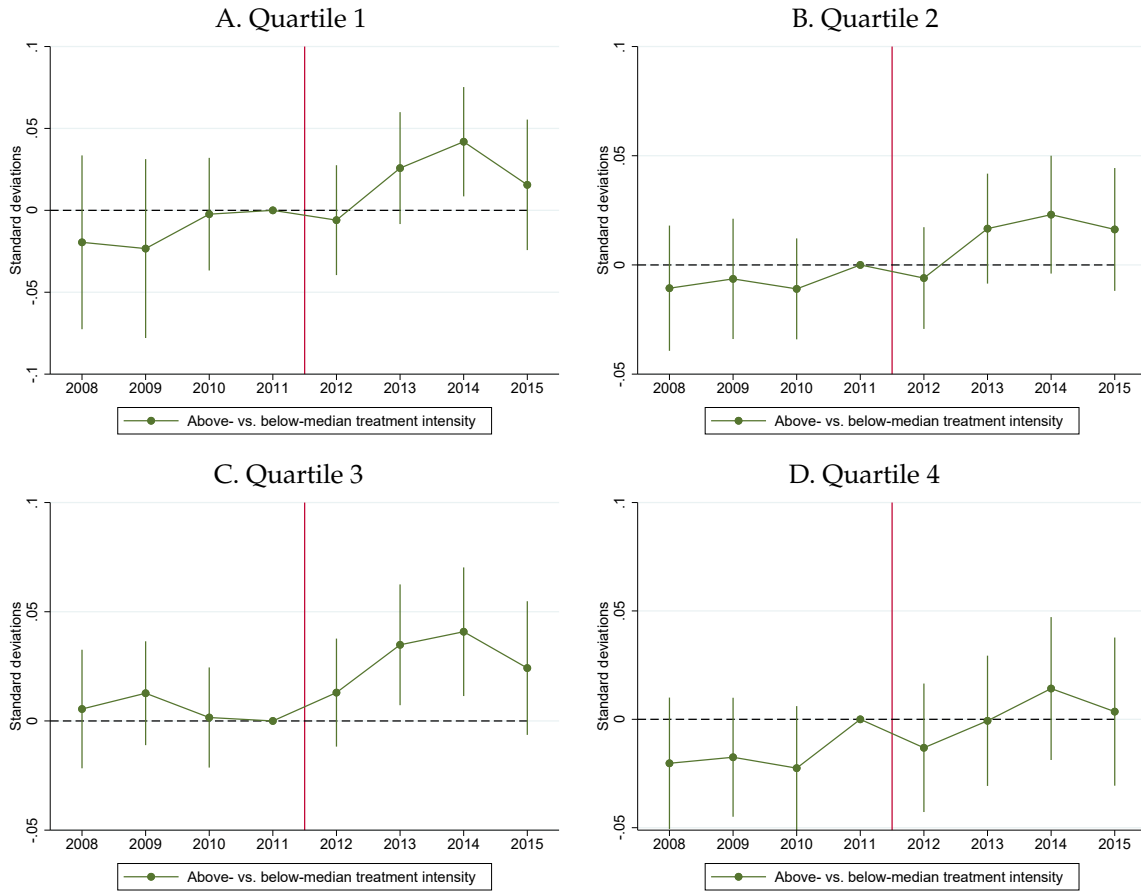 A. Quartile 1
Standard deviations
.1
.05
0
-.05
-.1
2008 2009 2010 2011 2012 2013 2014 2015
Above- vs. below-median treatment intensity
B. Quartile 2
Standard deviations
.1
.05
0
-.05
2008 2009 2010 2011 2012 2013 2014 2015
Above- vs. below-median treatment intensity
C. Quartile 3
Standard deviations
.1
.05
0
-.05
2008 2009 2010 2011 2012 2013 2014 2015
Above- vs. below-median treatment intensity
D. Quartile 4
Standard deviations
.1
.05
0
-.05
2008 2009 2010 2011 2012 2013 2014 2015
Above- vs. below-median treatment intensity